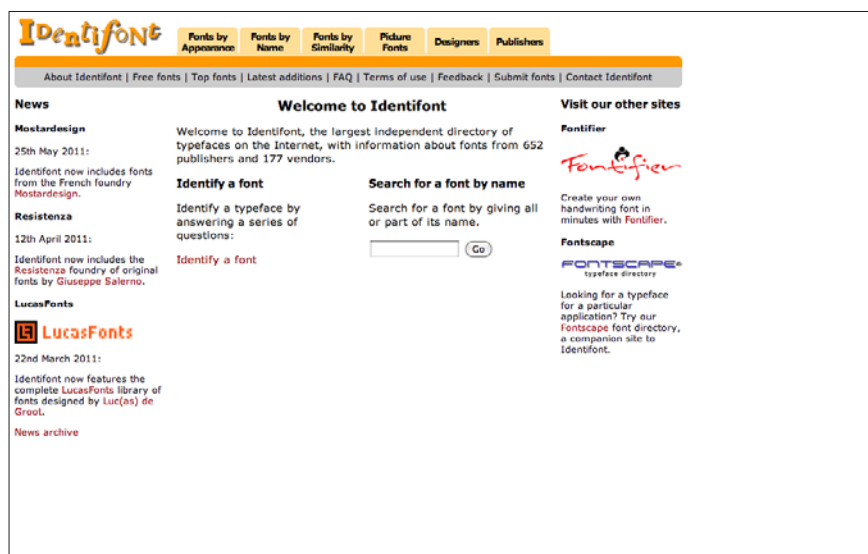 IDentifont
Fonts by Appearance
Fonts by Name
Fonts by Similarity
Picture Fonts
Designers
Publishers
About Identifont | Free fonts | Top fonts | Latest additions | FAQ | Terms of use | Feedback | Submit fonts | Contact Identifont
News
Mostardesign
25th May 2011:
Identifont now includes fonts
from the French foundry
Mostardesign.
Resistenza
12th April 2011:
Identifont now includes the
Resistenza foundry of original
fonts by Giuseppe Salerno.
LucasFonts
LucasFonts
22nd March 2011:
Identifont now features the
complete LucasFonts library of
fonts designed by Luc(as) de
Groot.
News archive
Welcome to Identifont
Welcome to Identifont, the largest independent directory of
typefaces on the Internet, with information about fonts from 652
publishers and 177 vendors.
Identify a font
Identify a typeface by
answering a series of
questions:
Identify a font
Search for a font by name
Search for a font by giving all
or part of its name.
Go
Visit our other sites
Fontifier
Fontifier
Create your own
handwriting font in
minutes with Fontifier.
Fontscape
FONTSCAPE
typeface directory
Looking for a typeface
for a particular
application? Try our
Fontscape font directory,
a companion site to
Identifont.